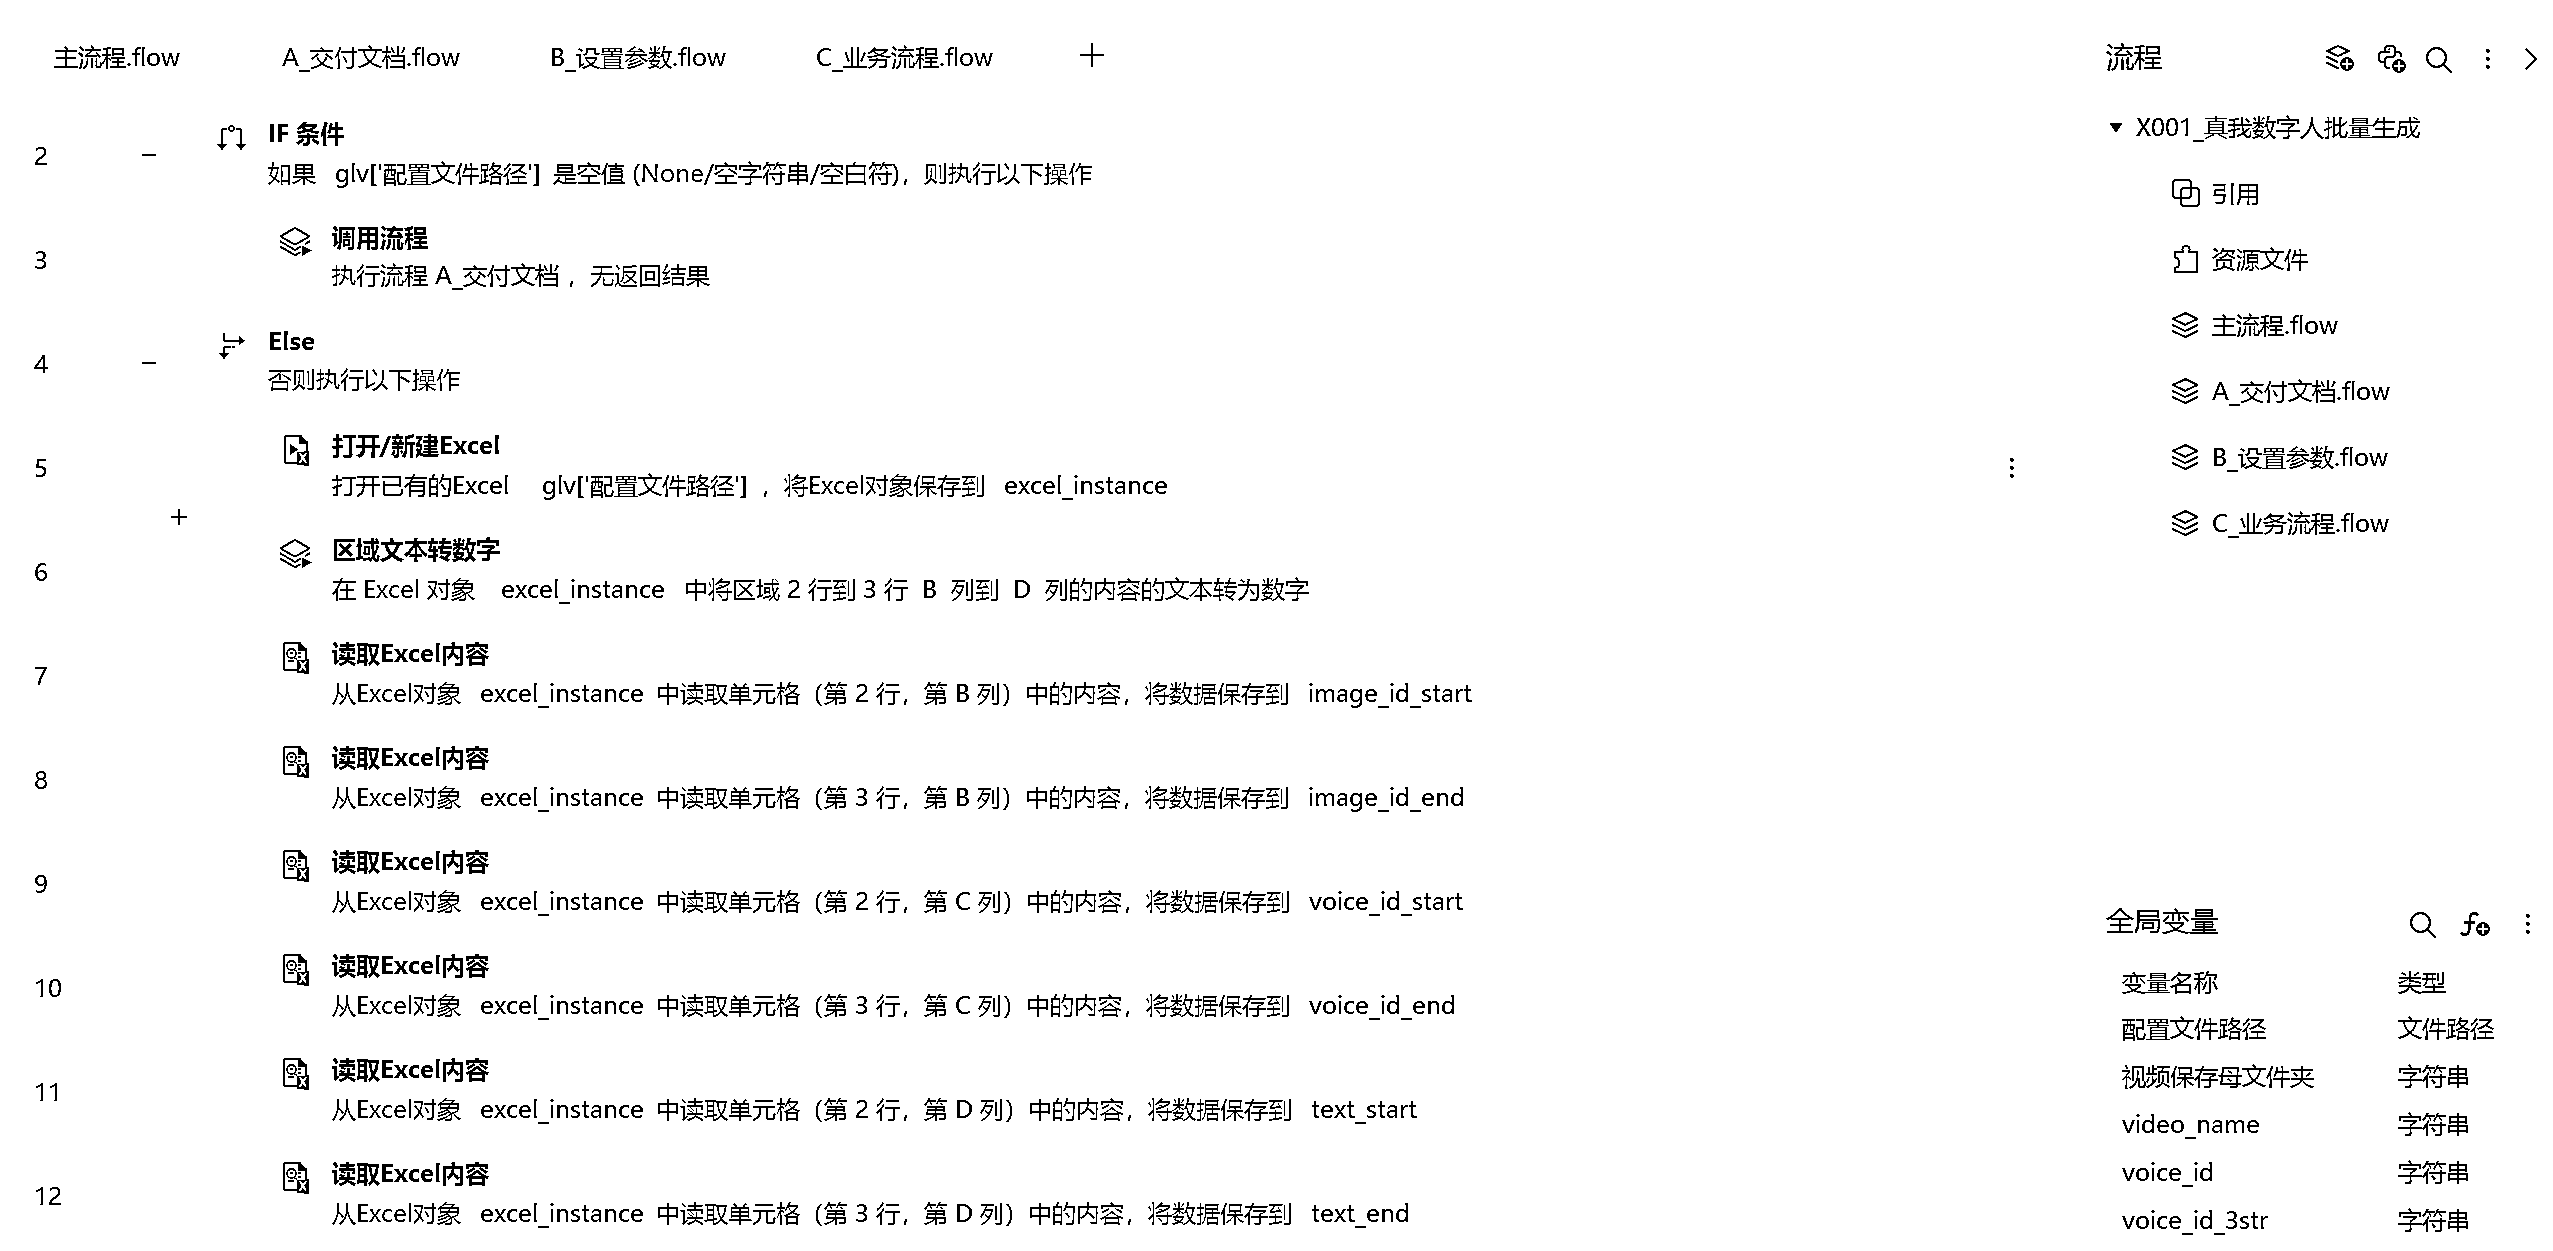 主流程.flow A_交付文档.flow B_设置参数.flow C_业务流程.flow
2 IF 条件
如果 glv['配置文件路径'] 是空值 (None/空字符串/空白符)，则执行以下操作
3 调用流程
执行流程 A_交付文档 ，无返回结果
4 Else
否则执行以下操作
5 打开/新建Excel
打开已有的Excel glv['配置文件路径'] ，将Excel对象保存到 excel_instance
6 区域文本转数字
在 Excel 对象 excel_instance 中将区域 2 行到 3 行 B 列到 D 列的内容的文本转为数字
7 读取Excel内容
从Excel对象 excel_instance 中读取单元格（第 2 行，第 B 列）中的内容，将数据保存到 image_id_start
8 读取Excel内容
从Excel对象 excel_instance 中读取单元格（第 3 行，第 B 列）中的内容，将数据保存到 image_id_end
9 读取Excel内容
从Excel对象 excel_instance 中读取单元格（第 2 行，第 C 列）中的内容，将数据保存到 voice_id_start
10 读取Excel内容
从Excel对象 excel_instance 中读取单元格（第 3 行，第 C 列）中的内容，将数据保存到 voice_id_end
11 读取Excel内容
从Excel对象 excel_instance 中读取单元格（第 2 行，第 D 列）中的内容，将数据保存到 text_start
12 读取Excel内容
从Excel对象 excel_instance 中读取单元格（第 3 行，第 D 列）中的内容，将数据保存到 text_end
流程
X001_真我数字人批量生成
引用
资源文件
主流程.flow
A_交付文档.flow
B_设置参数.flow
C_业务流程.flow
全局变量
变量名称 类型
配置文件路径 文件路径
视频保存母文件夹 字符串
video_name 字符串
voice_id 字符串
voice_id_3str 字符串